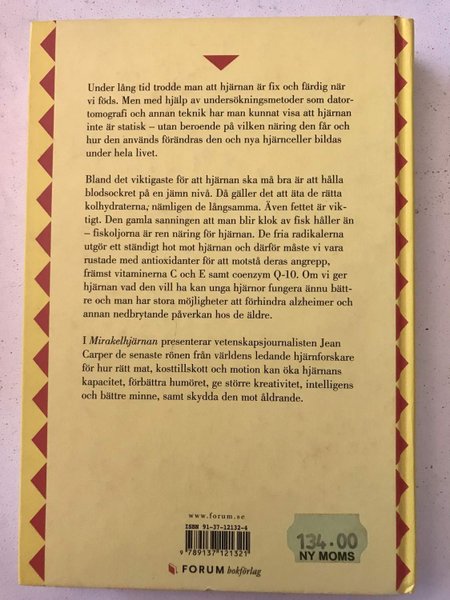 Under lång tid trodde man att hjärnan är fix och färdig när
vi föds. Men med hjälp av undersökningsmetoder som dator-
tomografi och annan teknik har man kunnat visa att hjärnan
inte är statisk – utan beroende på vilken näring den får och
hur den används förändras den och nya hjärnceller bildas
under hela livet.
Bland det viktigaste för att hjärnan ska må bra är att hålla
blodsockret på en jämn nivå. Då gäller det att äta de rätta
kolhydraterna, nämligen de långsamma. Även fettet är vik-
tigt. Den gamla sanningen att man blir klok av fisk håller än
– fiskoljorna är ren näring för hjärnan. De fria radikalerna
utgör ett ständigt hot mot hjärnan och därför måste vi vara
rustade med antioxidanter för att motstå deras angrepp,
främst vitaminerna C och E samt coenzym Q-10. Om vi ger
hjärnan vad den vill ha kan unga hjärnor fungera ännu bätt-
re och man har stora möjligheter att förhindra alzheimer och
annan nedbrytande påverkan hos de äldre.
I Mirakelhjärnan presenterar vetenskapsjournalisten Jean
Carper de senaste rönen från världens ledande hjärnforskare
för hur rätt mat, kosttillskott och motion kan öka hjärnans
kapacitet, förbättra humöret, ge större kreativitet, intelligens
och bättre minne, samt skydda den mot åldrande.
www.forum.se
ISBN 91-37-12132-4
9 789137 121321
FORUM bokförlag
134.00
NY MOMS